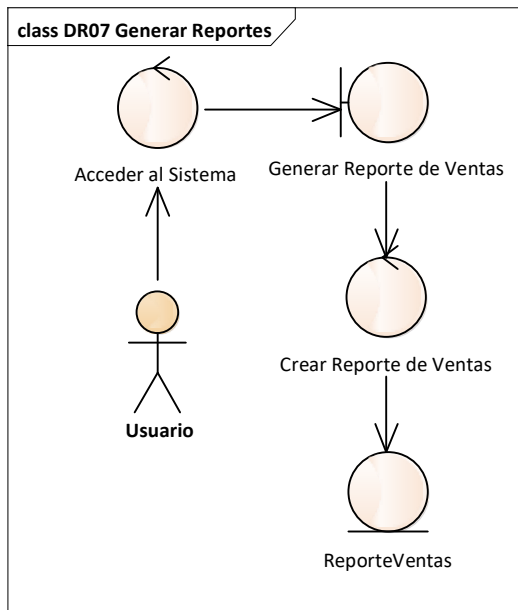 class DR07 Generar Reportes
Acceder al Sistema
Generar Reporte de Ventas
Crear Reporte de Ventas
Usuario
ReporteVentas